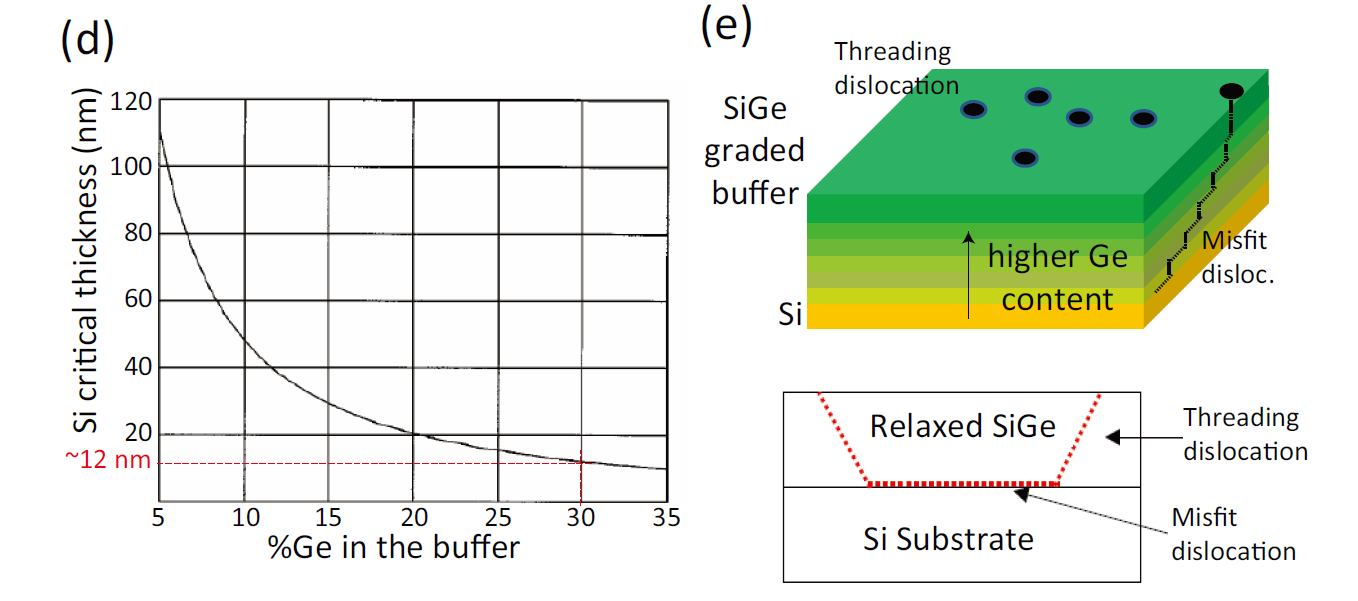 (d)
Si critical thickness (nm)
120
100
80
60
40
20
~12 nm
5 10 15 20 25 30 35
%Ge in the buffer
(e)
Threading
dislocation
SiGe
graded
buffer
higher Ge
content
Si
Misfit
disloc.
Relaxed SiGe
Threading
dislocation
Si Substrate
Misfit
dislocation